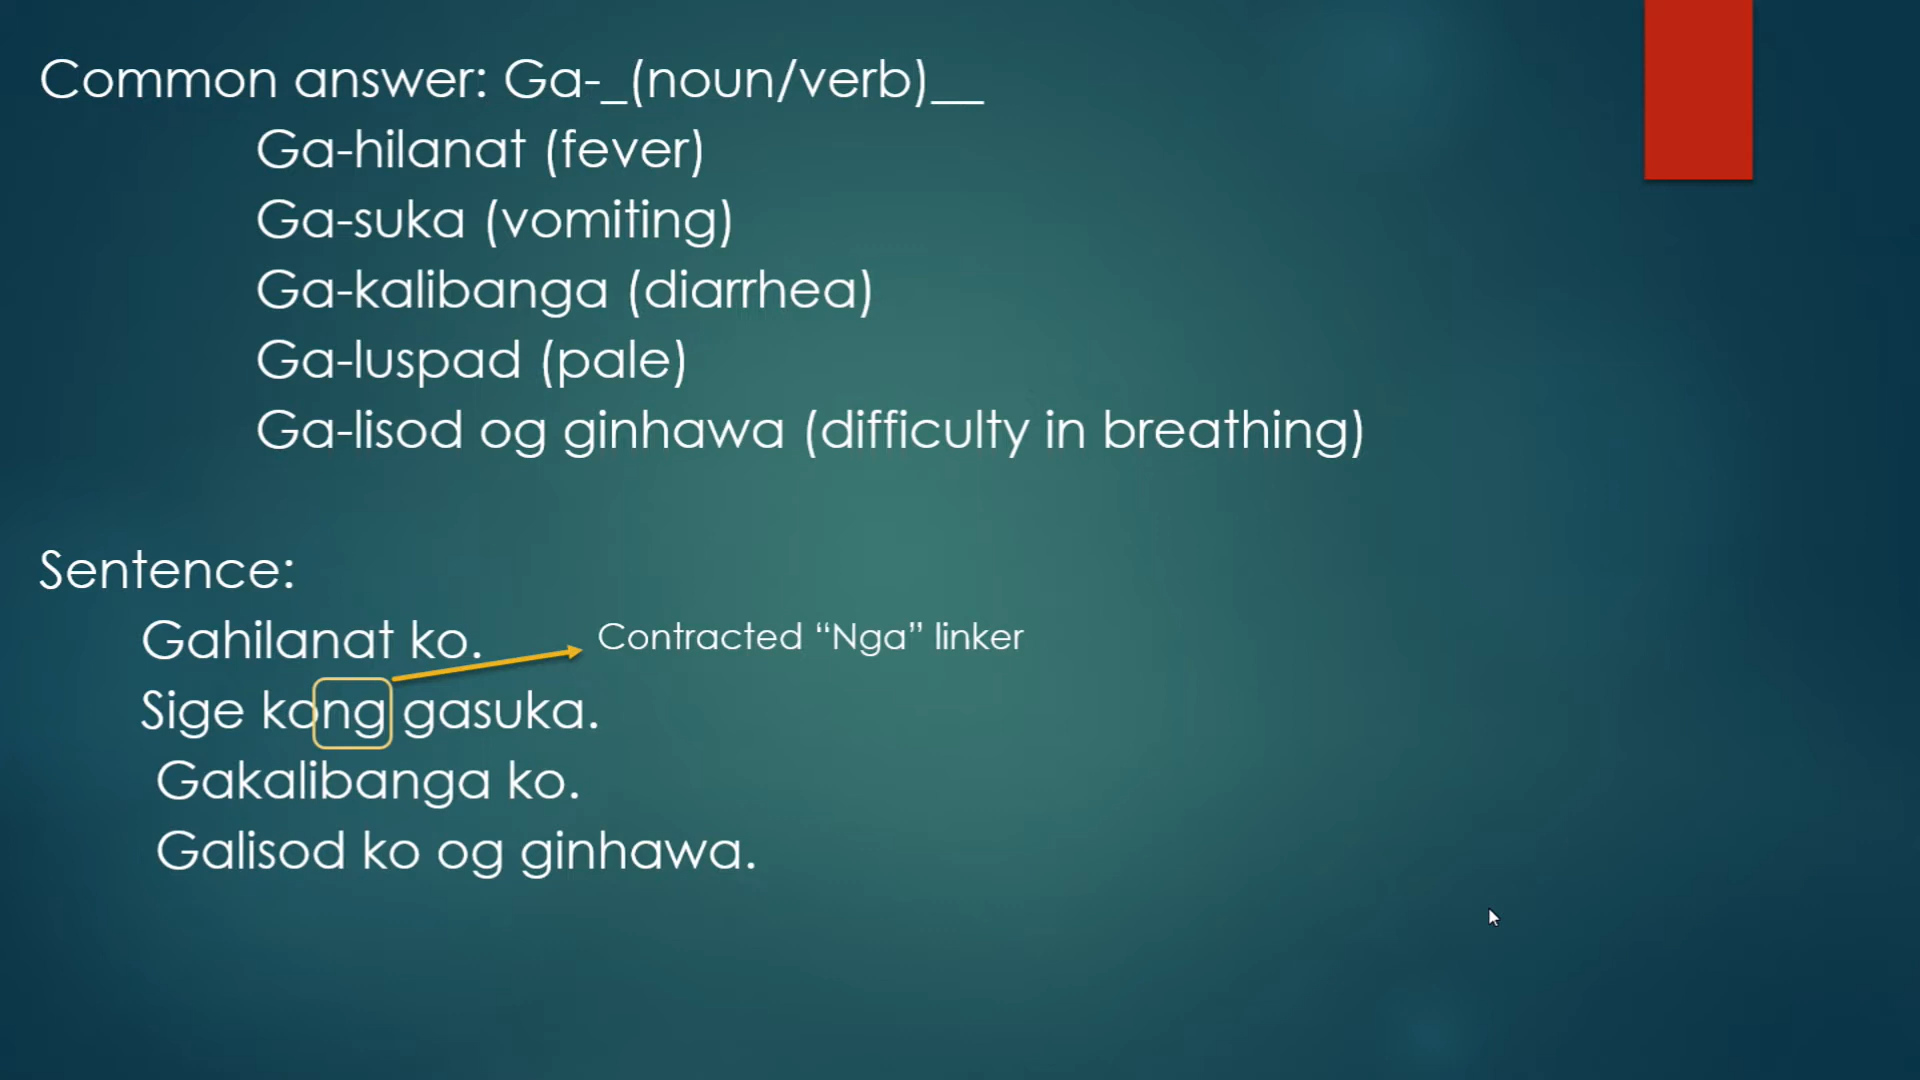 Common answer: Ga-_(noun/verb)__
Ga-hilanat (fever)
Ga-suka (vomiting)
Ga-kalibanga (diarrhea)
Ga-luspad (pale)
Ga-lisod og ginhawa (difficulty in breathing)
Sentence:
Gahilanat ko.
Contracted “Nga” linker
Sige kong gasuka.
Gakalibanga ko.
Galisod ko og ginhawa.